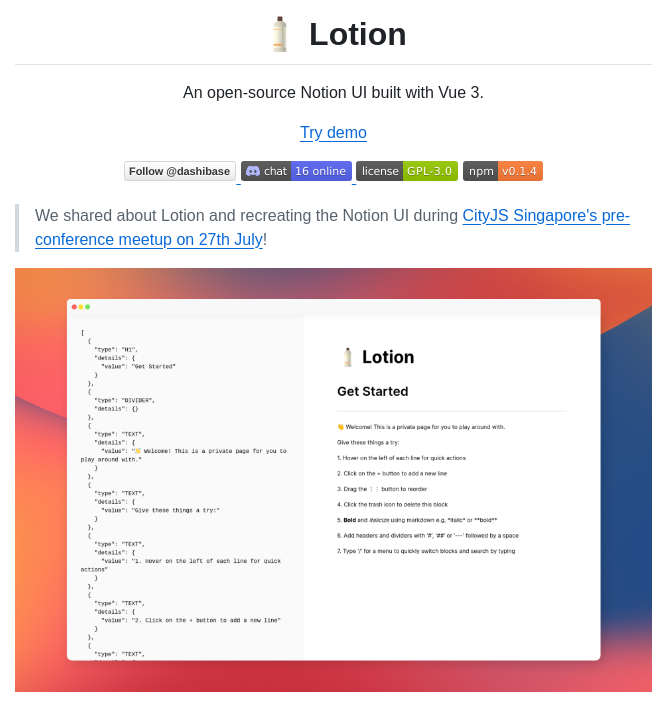 🧴 Lotion
An open-source Notion UI built with Vue 3.
Try demo
Follow @dashibase chat 16 online license GPL-3.0 npm v0.1.4
We shared about Lotion and recreating the Notion UI during CityJS Singapore's pre-
conference meetup on 27th July!
[
{
"type": "H1",
"details": {
"value": "Get Started"
}
},
{
"type": "DIVIDER",
"details": {}
},
{
"type": "TEXT",
"details": {
"value": "👋 Welcome! This is a private page for you to
play around with."
}
},
{
"type": "TEXT",
"details": {
"value": "Give these things a try:"
}
},
{
"type": "TEXT",
"details": {
"value": "1. Hover on the left of each line for quick
actions"
}
},
{
"type": "TEXT",
"details": {
"value": "2. Click on the + button to add a new line"
}
},
{
"type": "TEXT",
🧴 Lotion
Get Started
👋 Welcome! This is a private page for you to play around with.
Give these things a try:
1. Hover on the left of each line for quick actions
2. Click on the + button to add a new line
3. Drag the ⋮⋮ button to reorder
4. Click the trash icon to delete this block
5. Bold and italicize using markdown e.g. *italic* or **bold**
6. Add headers and dividers with '#', '##' or '---' followed by a space
7. Type '/' for a menu to quickly switch blocks and search by typing